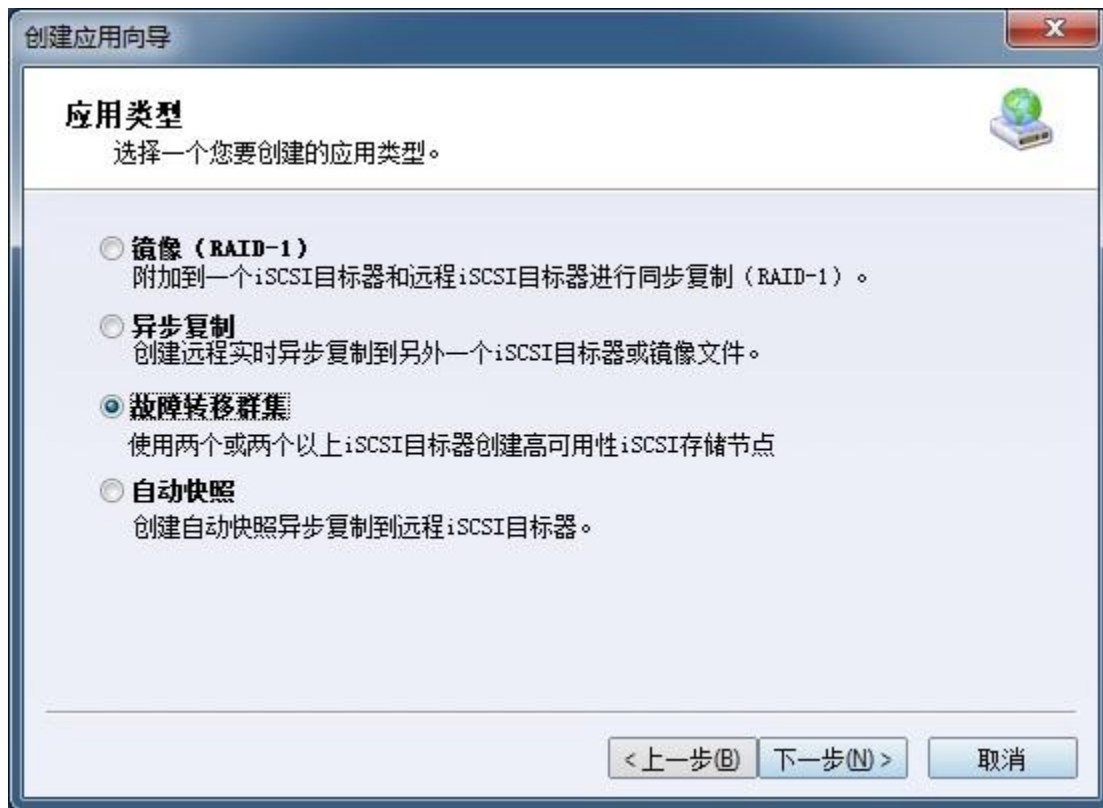 创建应用向导
应用类型
选择一个您要创建的应用类型。
镜像（RAID-1）
附加到一个iSCSI目标器和远程iSCSI目标器进行同步复制（RAID-1）。
异步复制
创建远程实时异步复制到另外一个iSCSI目标器或镜像文件。
故障转移群集
使用两个或两个以上iSCSI目标器创建高可用性iSCSI存储节点
自动快照
创建自动快照异步复制到远程iSCSI目标器。
<上一步(B) 下一步(N)> 取消